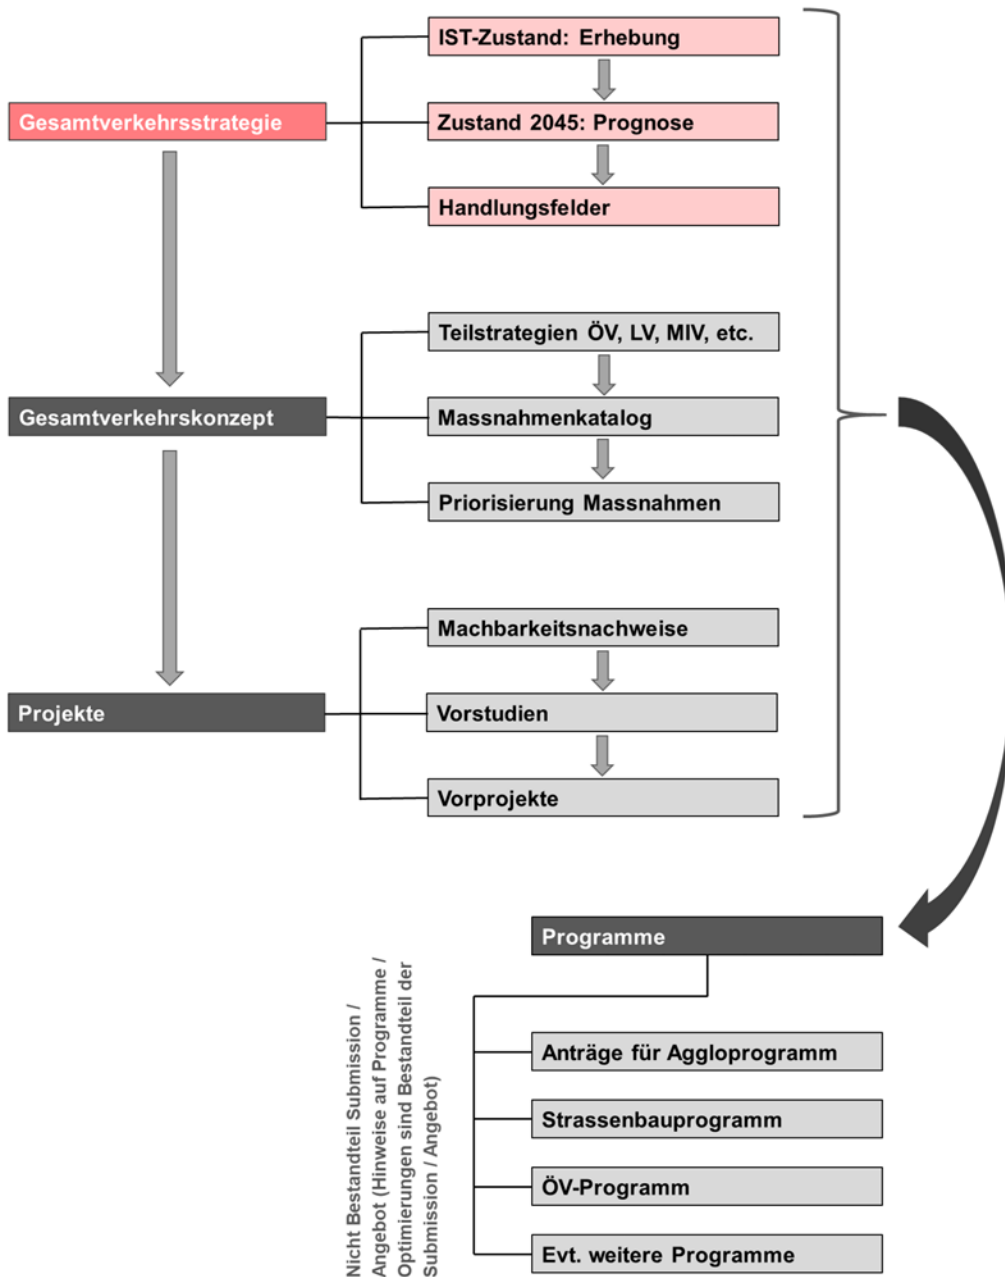 IST-Zustand: Erhebung
Gesamtverkehrsstrategie
Zustand 2045: Prognose
Handlungsfelder
Teilstrategien ÖV, LV, MIV, etc.
Gesamtverkehrskonzept
Massnahmenkatalog
Priorisierung Massnahmen
Machbarkeitsnachweise
Projekte
Vorstudien
Vorprojekte
Programme
Anträge für Aggloprogramm
Strassenbauprogramm
ÖV-Programm
Evt. weitere Programme
Nicht Bestandteil Submission /
Angebot (Hinweise auf Programme /
Optimierungen sind Bestandteil der
Submission / Angebot)